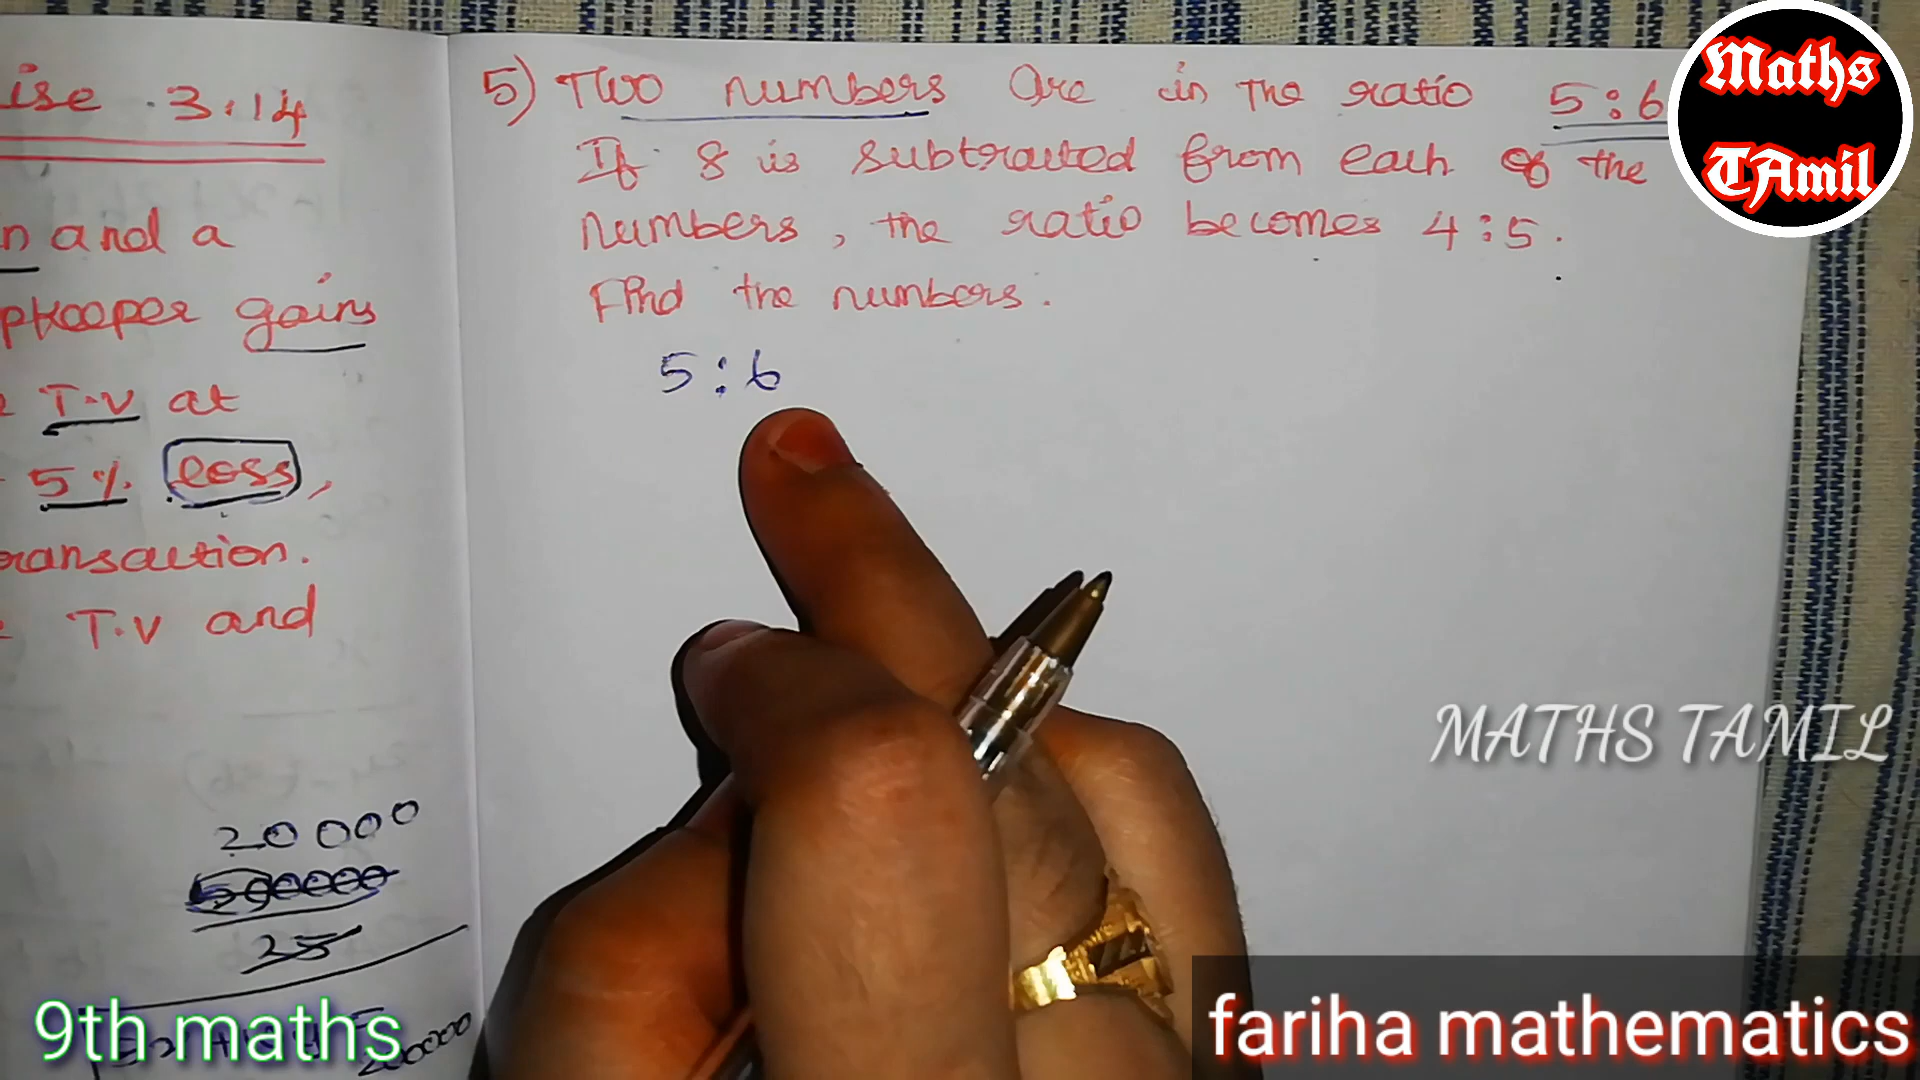 ise 3.14
n and a
pkeeper gains
T.V at
5% loss,
ransaction.
T.V and
20000
25
5) Two numbers are in the ratio 5:6
If 8 is subtracted from each of the
numbers, the ratio becomes 4:5.
Find the numbers.
5:6
Maths
TAmil
MATHS TAMIL
9th maths
200000
fariha mathematics